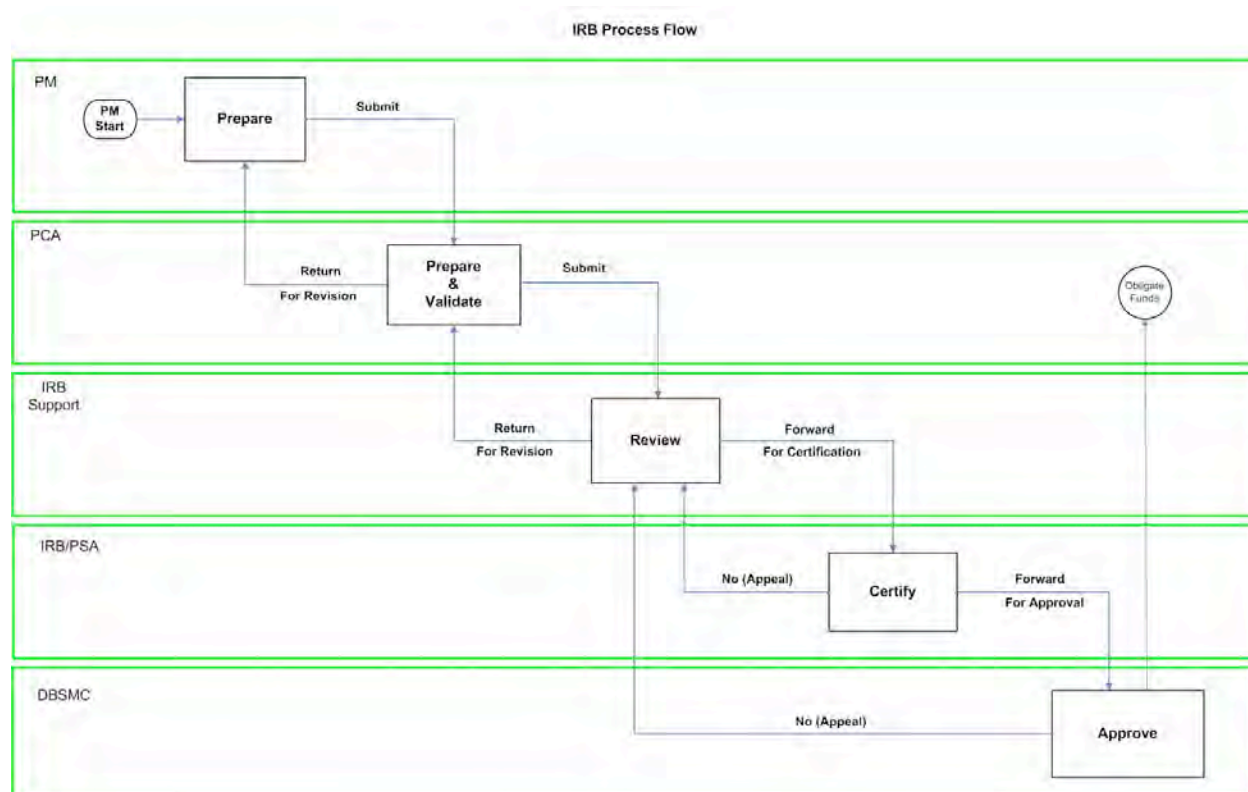 IRB Process Flow
PM
PM
Start
Prepare
Submit
PCA
Return
For Revision
Prepare
&
Validate
Submit
Obligate
Funds
IRB
Support
Return
For Revision
Review
Forward
For Certification
IRB/PSA
No (Appeal)
Certify
Forward
For Approval
DBSMC
No (Appeal)
Approve